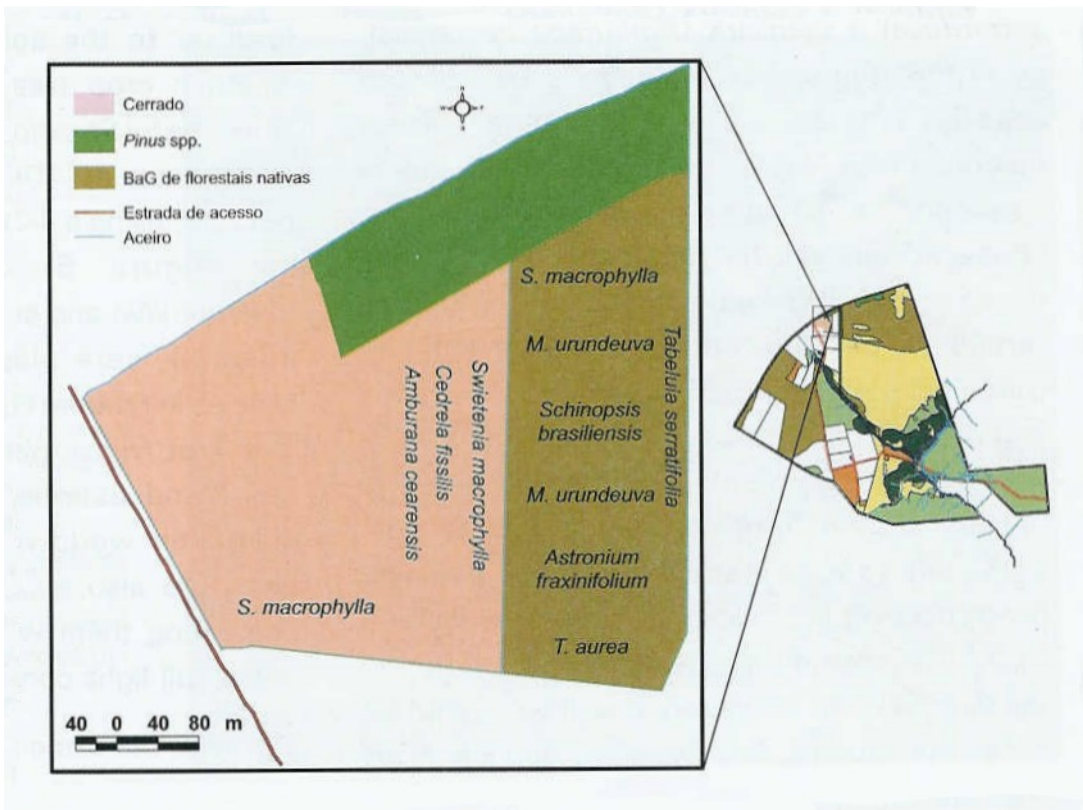 Cerrado
Pinus spp.
BaG de florestais nativas
Estrada de acesso
Aceiro
S. macrophylla
M. urundeuva
Schinopsis
brasiliensis
M. urundeuva
Astronium
fraxinifolium
T. aurea
Tabeluia serratifolia
Swietenia macrophylla
Cedrela fissilis
Amburana cearensis
S. macrophylla
40 0 40 80 m